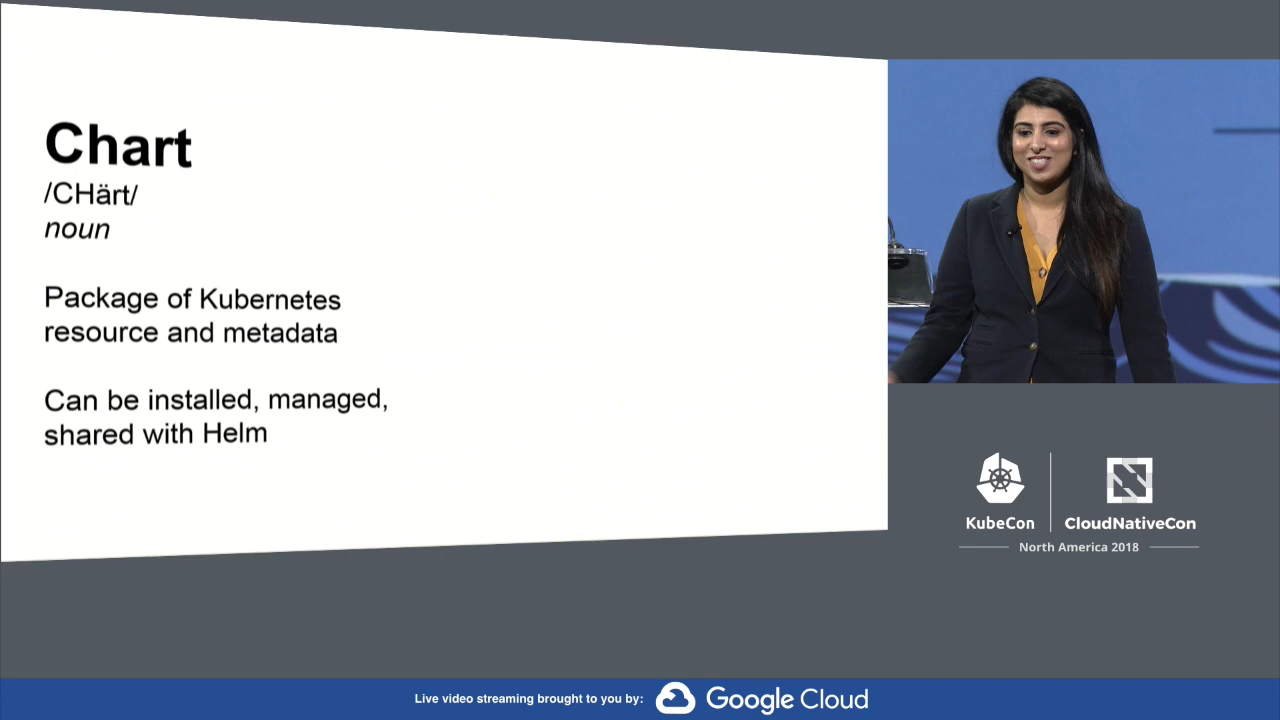 Chart
/CHärt/
noun
Package of Kubernetes
resource and metadata
Can be installed, managed,
shared with Helm
KubeCon
CloudNativeCon
North America 2018
Live video streaming brought to you by:
Google Cloud